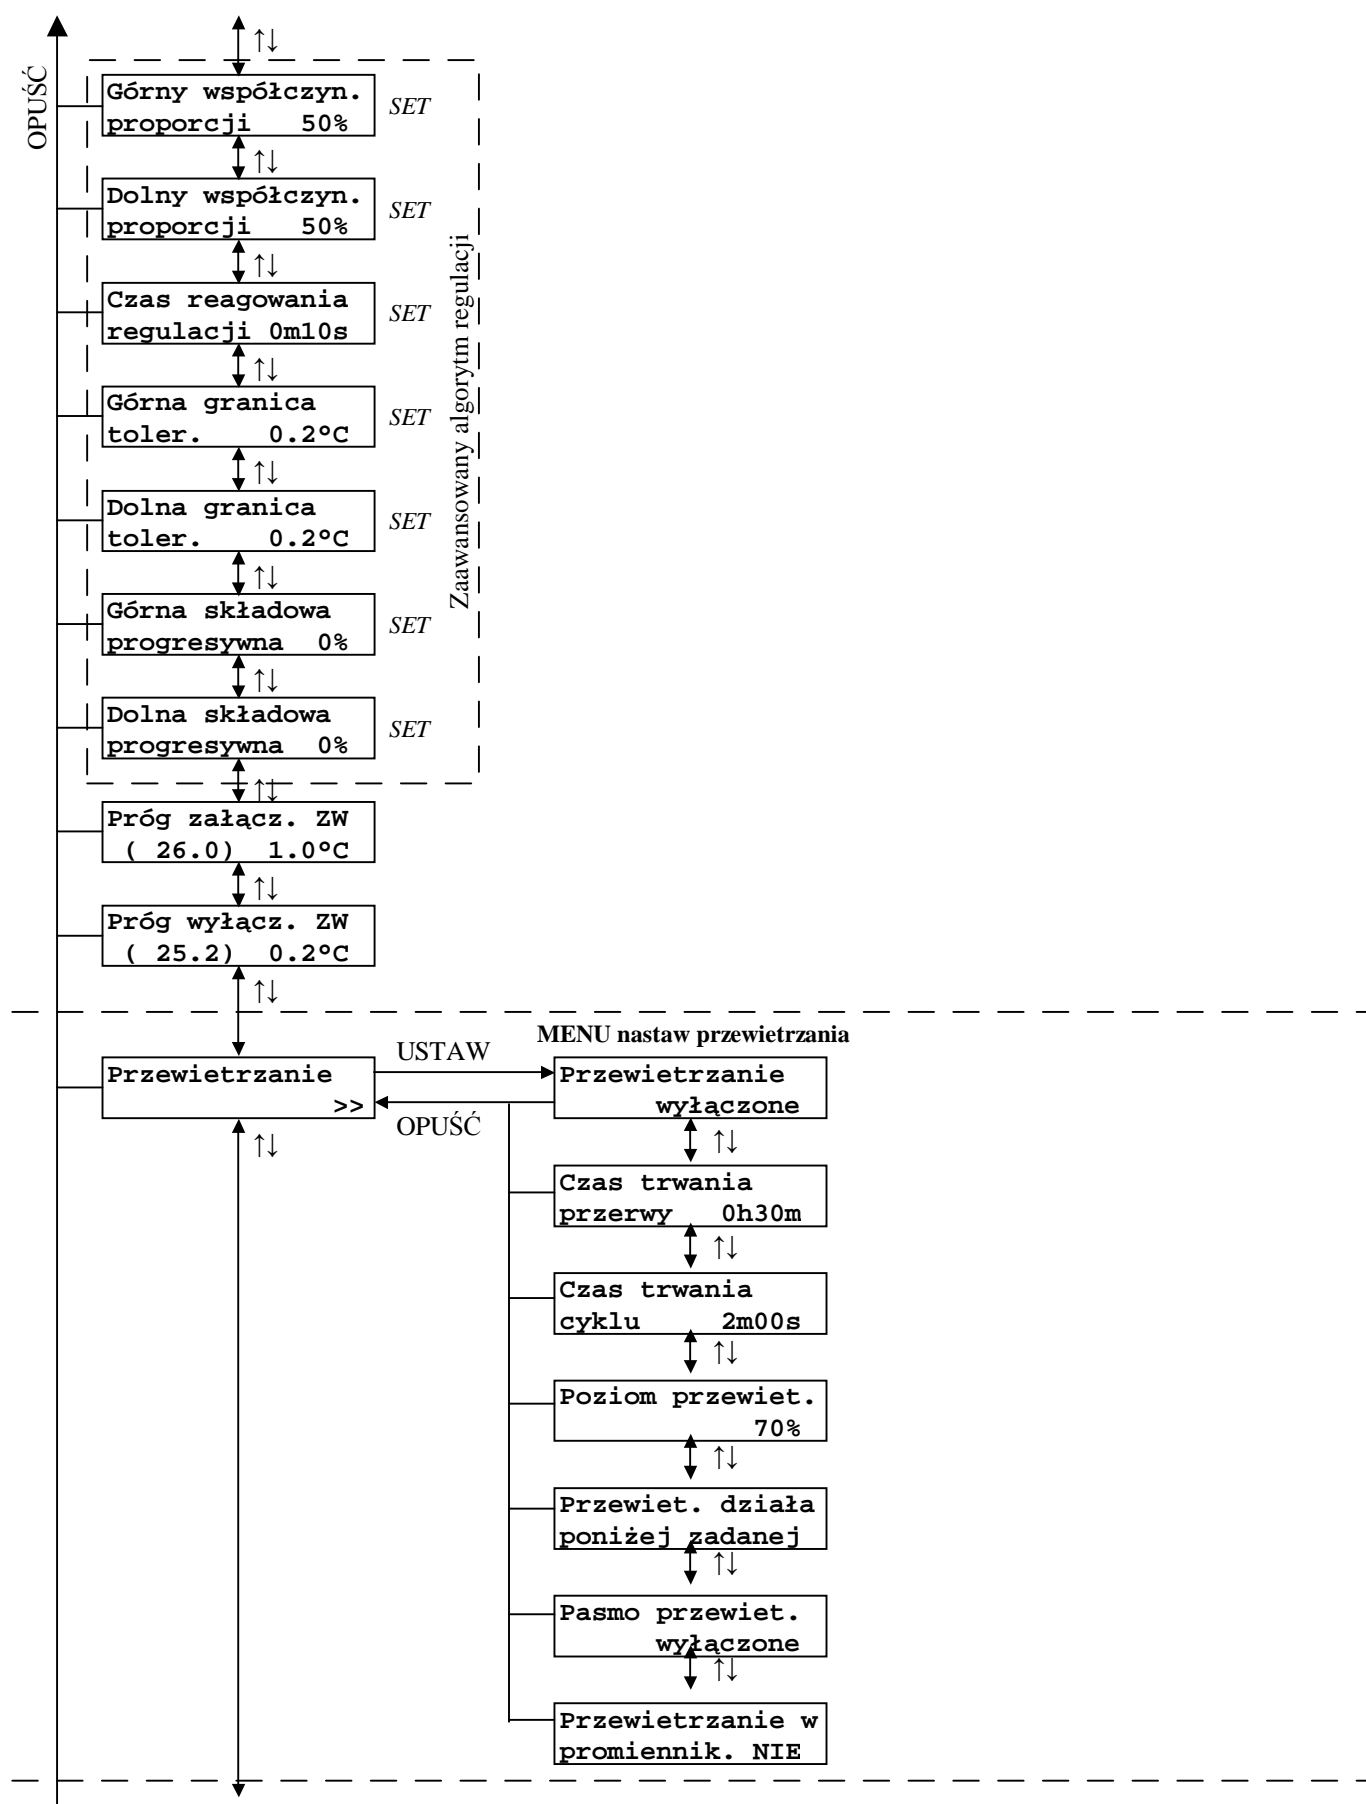 ↑↓
OPUŚĆ
Górny współczyn.
proporcji 50%
SET
↑↓
Dolny współczyn.
proporcji 50%
SET
↑↓
Czas reagowania
regulacji 0m10s
SET
↑↓
Górna granica
toler. 0.2°C
SET
↑↓
Dolna granica
toler. 0.2°C
SET
↑↓
Górna składowa
progresywna 0%
SET
↑↓
Dolna składowa
progresywna 0%
SET
Zaawansowany algorytm regulacji
↑↓
Próg załącz. ZW
( 26.0) 1.0°C
↑↓
Próg wyłącz. ZW
( 25.2) 0.2°C
↑↓
MENU nastaw przewietrzania
Przewietrzanie
>>
USTAW
OPUŚĆ
↑↓
Przewietrzanie
wyłączone
↑↓
Czas trwania
przerwy 0h30m
↑↓
Czas trwania
cyklu 2m00s
↑↓
Poziom przewiet.
70%
↑↓
Przewiet. działa
poniżej zadanej
↑↓
Pasmo przewiet.
wyłączone
↑↓
Przewietrzanie w
promiennik. NIE